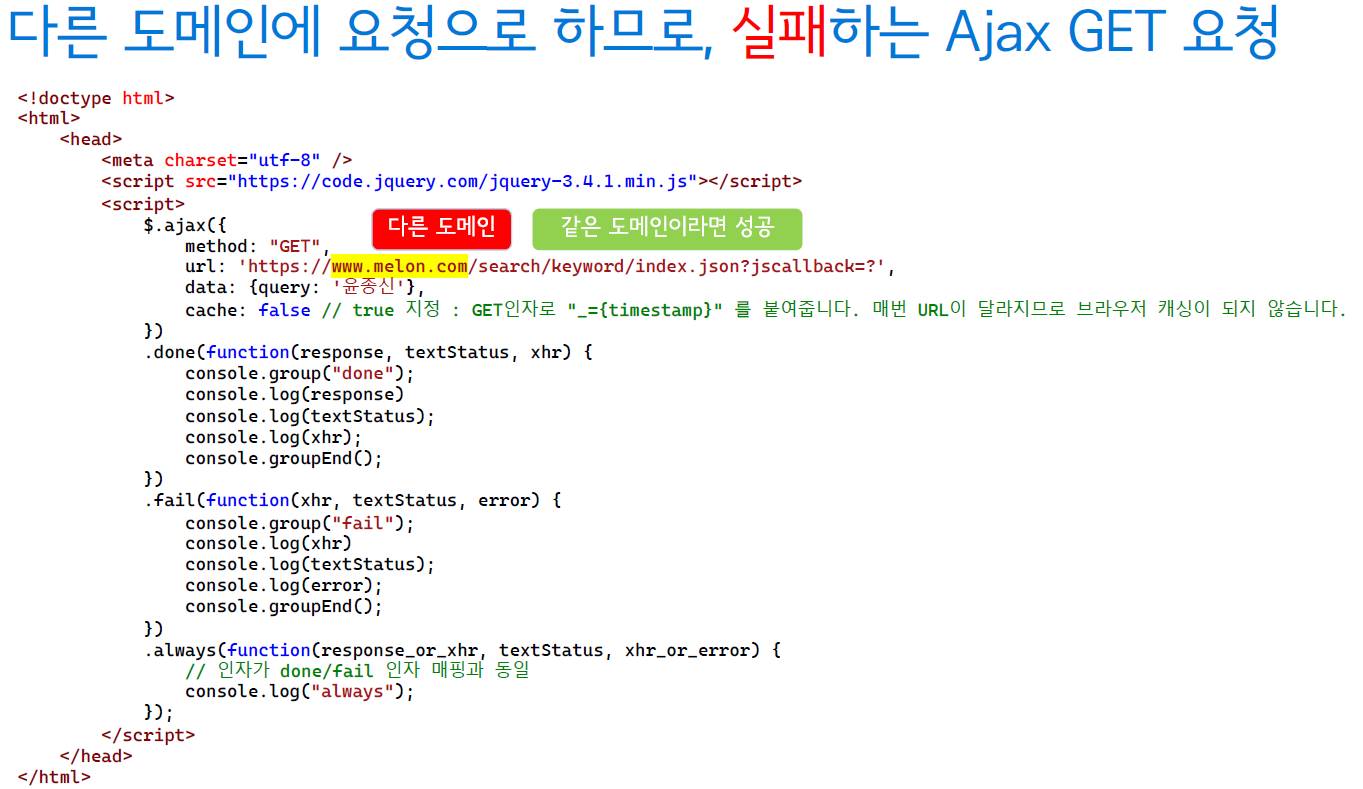 다른 도메인에 요청으로 하므로, 실패하는 Ajax GET 요청
<!doctype html>
<html>
    <head>
        <meta charset="utf-8" />
        <script src="https://code.jquery.com/jquery-3.4.1.min.js"></script>
        <script>
            $.ajax({
다른 도메인
같은 도메인이라면 성공
                method: "GET",
                url: 'https://www.melon.com/search/keyword/index.json?jscallback=?',
                data: {query: '윤종신'},
                cache: false // true 지정 : GET인자로 "_={timestamp}" 를 붙여줍니다. 매번 URL이 달라지므로 브라우저 캐싱이 되지 않습니다.
            })
            .done(function(response, textStatus, xhr) {
                console.group("done");
                console.log(response)
                console.log(textStatus);
                console.log(xhr);
                console.groupEnd();
            })
            .fail(function(xhr, textStatus, error) {
                console.group("fail");
                console.log(xhr)
                console.log(textStatus);
                console.log(error);
                console.groupEnd();
            })
            .always(function(response_or_xhr, textStatus, xhr_or_error) {
                // 인자가 done/fail 인자 매핑과 동일
                console.log("always");
            });
        </script>
    </head>
</html>